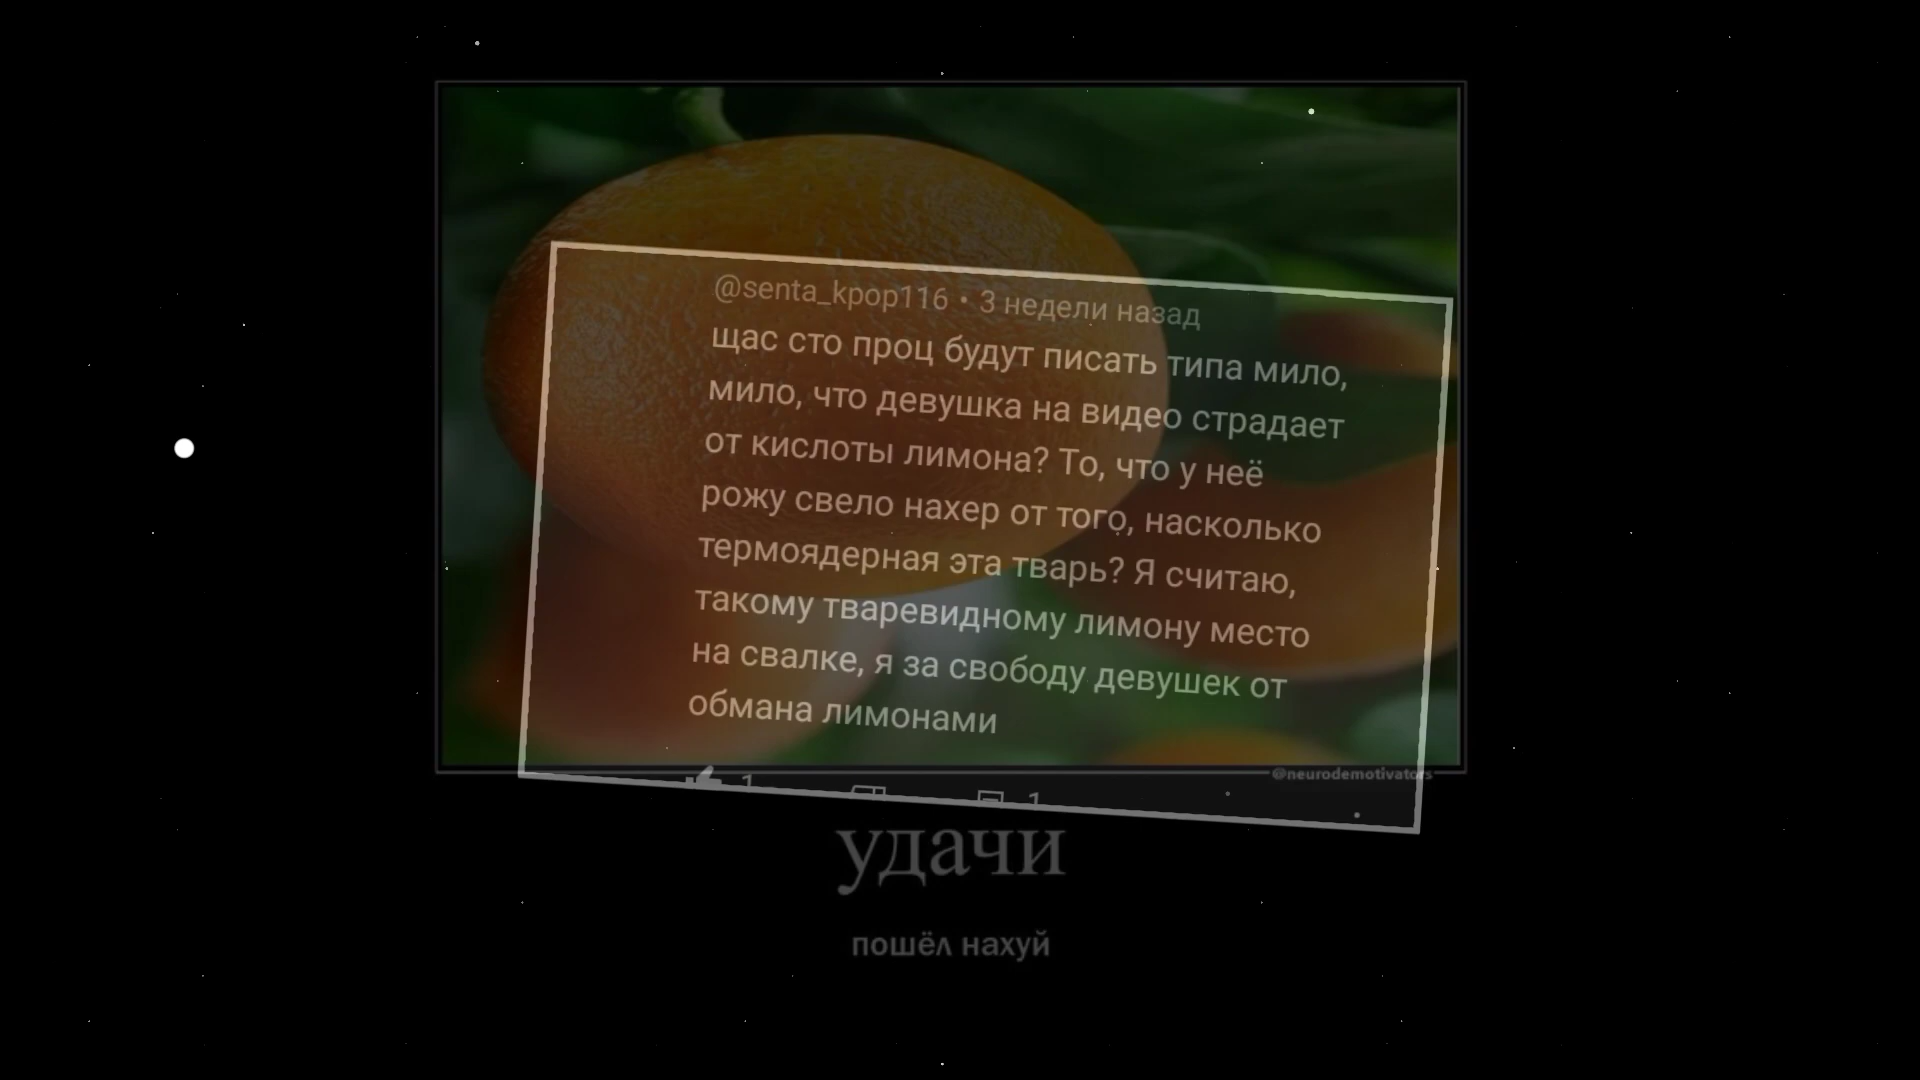 @senta_kpop116 • 3 недели назад
щас сто проц будут писать типа мило,
мило, что девушка на видео страдает
от кислоты лимона? То, что у неё
рожу свело нахер от того, насколько
термоядерная эта тварь? Я считаю,
такому тваревидному лимону место
на свалке, я за свободу девушек от
обмана лимонами
1 1
@neurodemotivators
удачи
пошёл нахуй